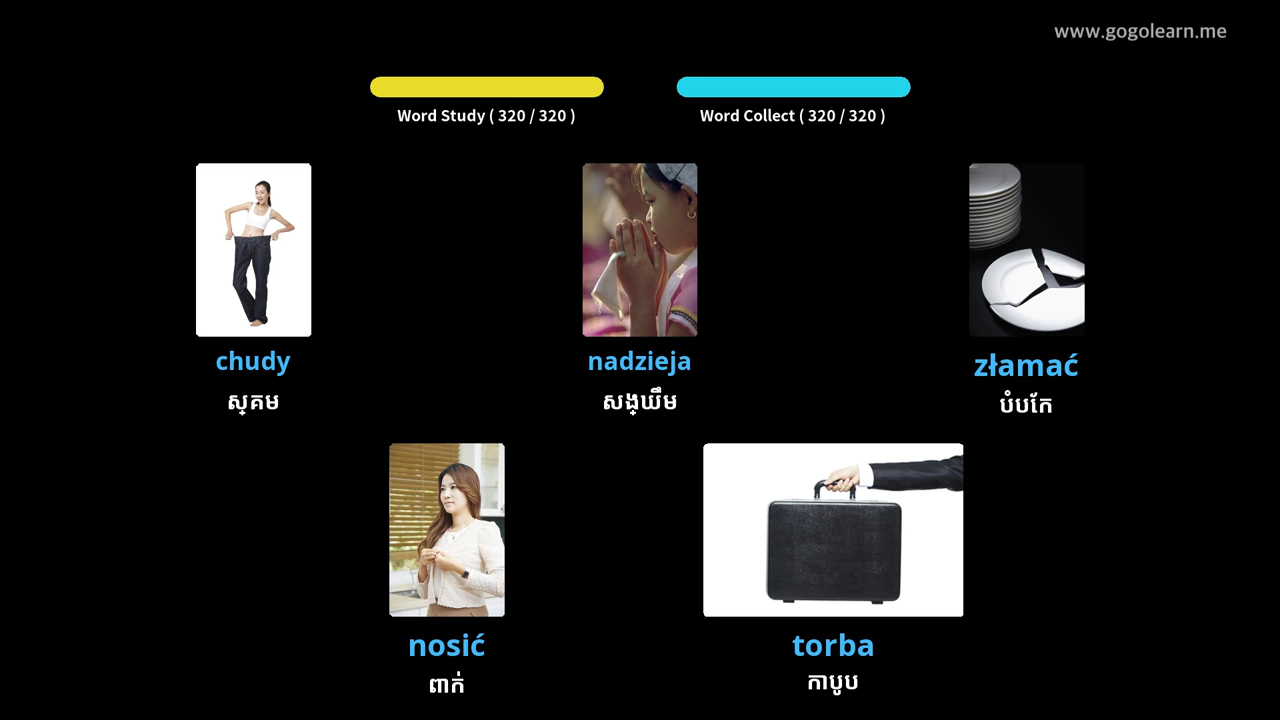 www.gogolearn.me
Word Study ( 320 / 320 )
Word Collect ( 320 / 320 )
chudy
ស្គម
nadzieja
សង្ឃឹម
złamać
បំបែក
nosić
ពាក់
torba
កាបូប